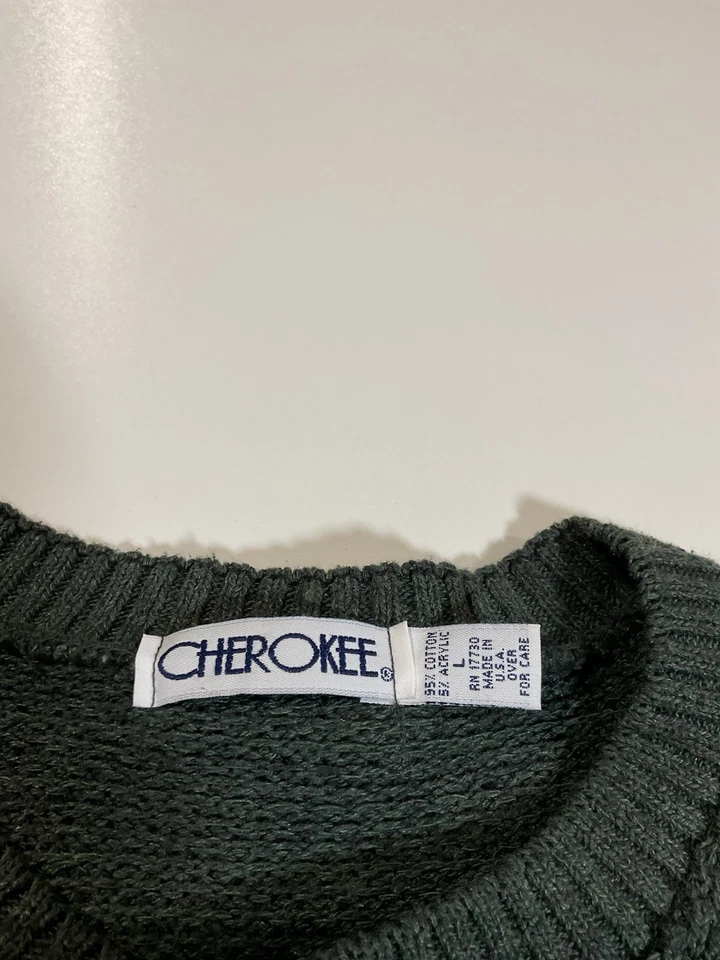 CHEROKEE®
95% COTTON
5% ACRYLIC
L
RN 17730
MADE IN
U.S.A.
OVER
FOR CARE